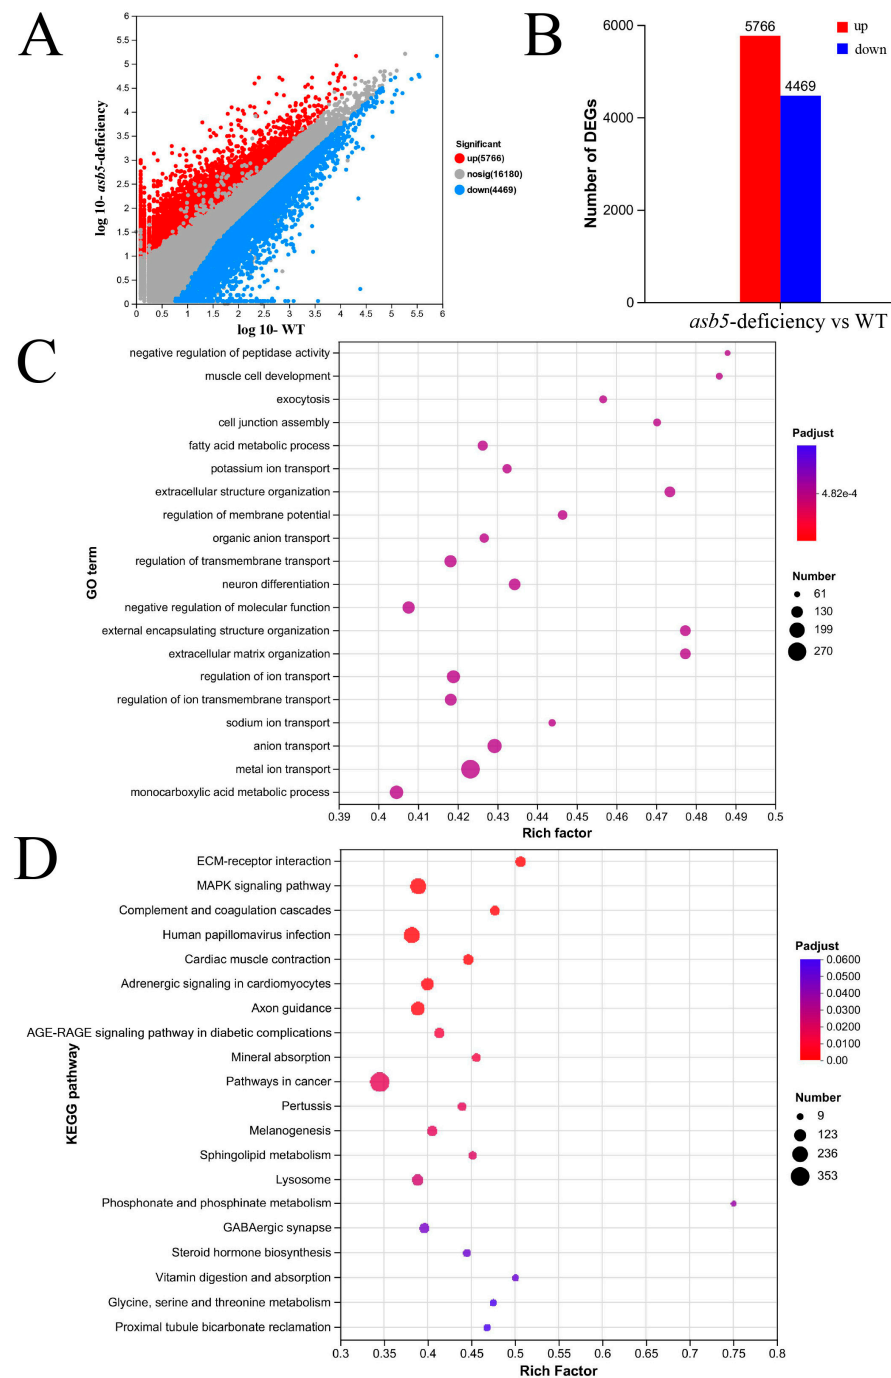 A
6
5.5
5
4.5
4
3.5
3
2.5
2
1.5
1
0.5
0
log 10- asb5-deficiency
0 0.5 1 1.5 2 2.5 3 3.5 4 4.5 5 5.5 6
log 10- WT
Significant
up(5766)
nosig(16180)
down(4469)
B
up
down
5766
4469
6000
4000
2000
0
Number of DEGs
asb5-deficiency vs WT
C
GO term
negative regulation of peptidase activity
muscle cell development
exocytosis
cell junction assembly
fatty acid metabolic process
potassium ion transport
extracellular structure organization
regulation of membrane potential
organic anion transport
regulation of transmembrane transport
neuron differentiation
negative regulation of molecular function
external encapsulating structure organization
extracellular matrix organization
regulation of ion transport
regulation of ion transmembrane transport
sodium ion transport
anion transport
metal ion transport
monocarboxylic acid metabolic process
0.39 0.4 0.41 0.42 0.43 0.44 0.45 0.46 0.47 0.48 0.49 0.5
Rich factor
Padjust
4.82e-4
Number
61
130
199
270
D
KEGG pathway
ECM-receptor interaction
MAPK signaling pathway
Complement and coagulation cascades
Human papillomavirus infection
Cardiac muscle contraction
Adrenergic signaling in cardiomyocytes
Axon guidance
AGE-RAGE signaling pathway in diabetic complications
Mineral absorption
Pathways in cancer
Pertussis
Melanogenesis
Sphingolipid metabolism
Lysosome
Phosphonate and phosphinate metabolism
GABAergic synapse
Steroid hormone biosynthesis
Vitamin digestion and absorption
Glycine, serine and threonine metabolism
Proximal tubule bicarbonate reclamation
0.3 0.35 0.4 0.45 0.5 0.55 0.6 0.65 0.7 0.75 0.8
Rich Factor
Padjust
0.0600
0.0500
0.0400
0.0300
0.0200
0.0100
0.00
Number
9
123
236
353